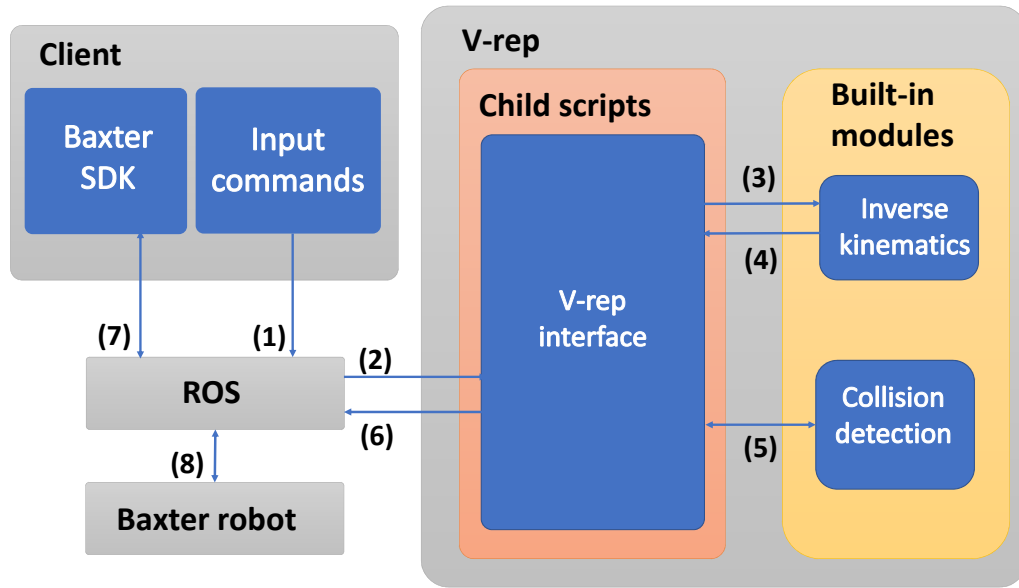 Client
Baxter
SDK
Input
commands
(7)
(1)
ROS
(2)
(6)
(8)
Baxter robot
V-rep
Child scripts
V-rep
interface
Built-in
modules
(3)
(4)
Inverse
kinematics
(5)
Collision
detection